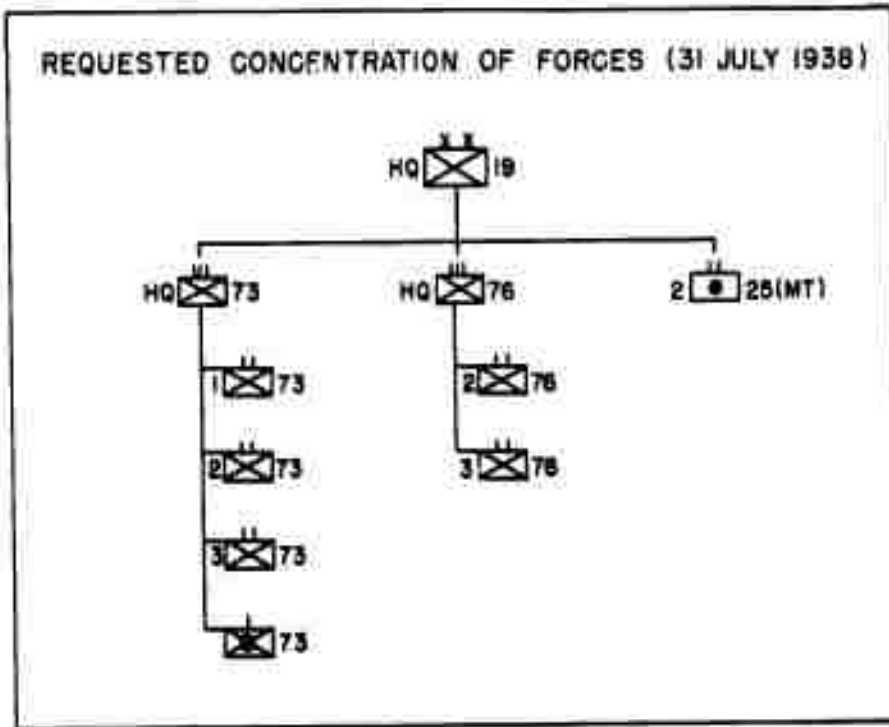 REQUESTED CONCENTRATION OF FORCES (31 JULY 1938)
HQ 19
HQ 73
HQ 76
2 25(MT)
1 73
2 76
2 73
3 76
3 73
73